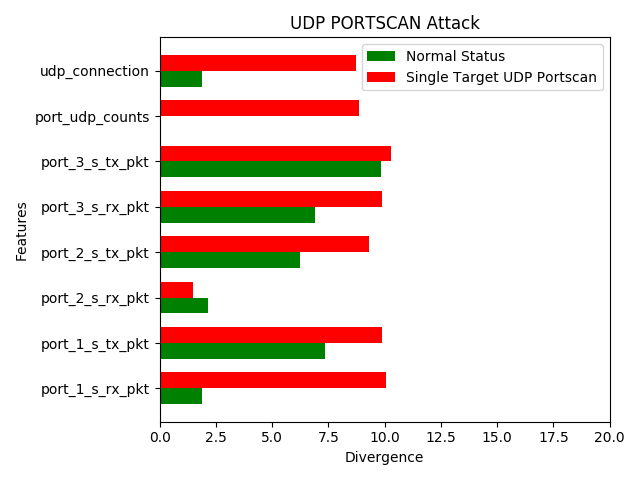 UDP PORTSCAN Attack
Normal Status
Single Target UDP Portscan
Features
udp_connection
port_udp_counts
port_3_s_tx_pkt
port_3_s_rx_pkt
port_2_s_tx_pkt
port_2_s_rx_pkt
port_1_s_tx_pkt
port_1_s_rx_pkt
0.0 2.5 5.0 7.5 10.0 12.5 15.0 17.5 20.0
Divergence